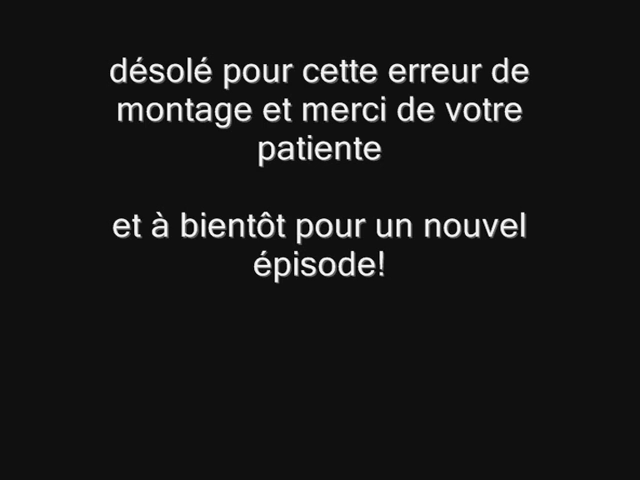 désolé pour cette erreur de
montage et merci de votre
patiente
et à bientôt pour un nouvel
épisode!